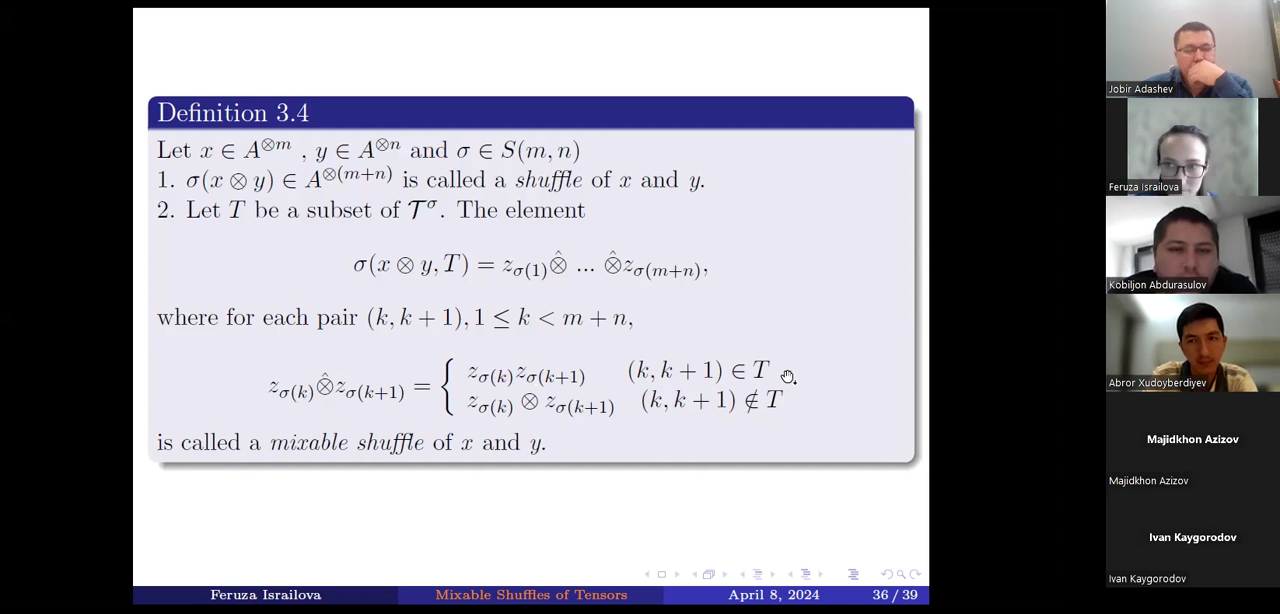 Definition 3.4
Let x ∈ A^{⊗m} , y ∈ A^{⊗n} and σ ∈ S(m, n)
1. σ(x ⊗ y) ∈ A^{⊗(m+n)} is called a shuffle of x and y.
2. Let T be a subset of 𝒯^σ. The element
σ(x ⊗ y, T) = z_{σ(1)} ⊗̂ ... ⊗̂ z_{σ(m+n)},
where for each pair (k, k + 1), 1 ≤ k < m + n,
z_{σ(k)} ⊗̂ z_{σ(k+1)} = { z_{σ(k)} z_{σ(k+1)} (k, k + 1) ∈ T
z_{σ(k)} ⊗ z_{σ(k+1)} (k, k + 1) ∉ T
is called a mixable shuffle of x and y.
Feruza Israilova Mixable Shuffles of Tensors April 8, 2024 36 / 39
Jobir Adashev
Feruza Israilova
Kobiljon Abdurasulov
Abror Xudoyberdiyev
Majidkhon Azizov
Majidkhon Azizov
Ivan Kaygorodov
Ivan Kaygorodov